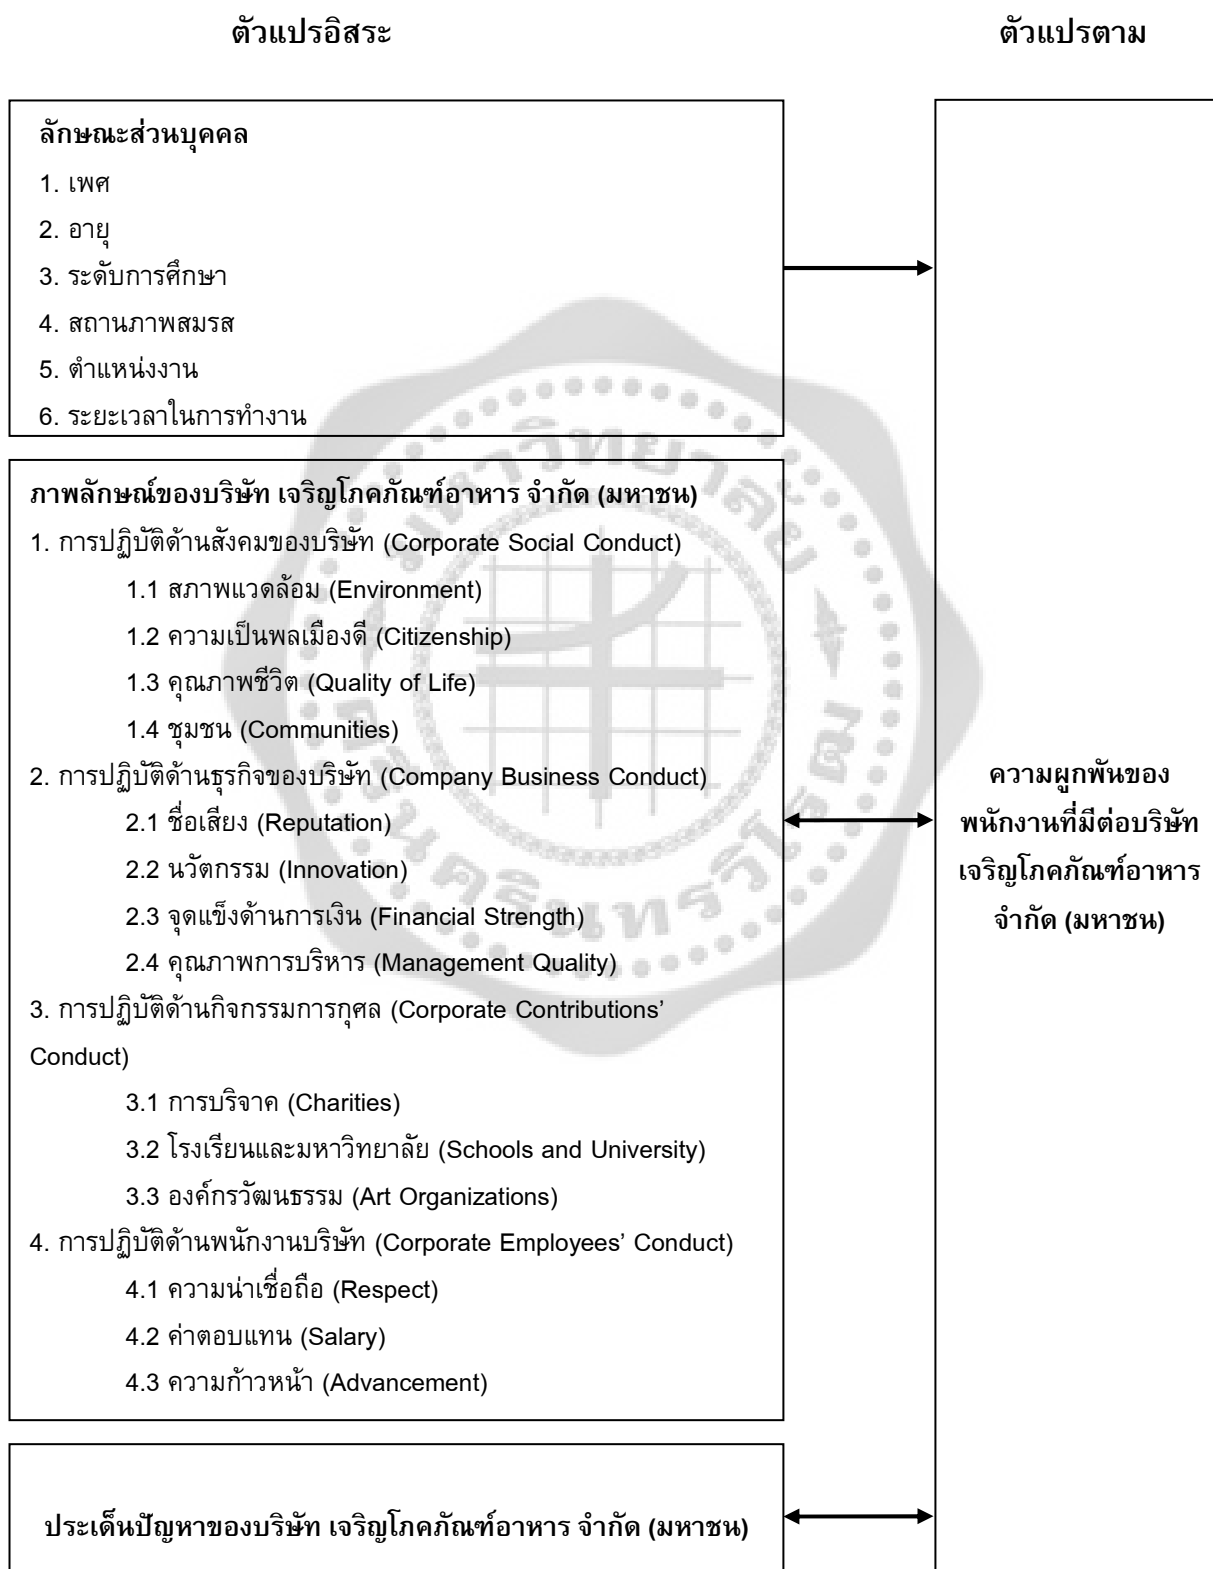 ตัวแปรอิสระ
ตัวแปรตาม
ลักษณะส่วนบุคคล
1. เพศ
2. อายุ
3. ระดับการศึกษา
4. สถานภาพสมรส
5. ตำแหน่งงาน
6. ระยะเวลาในการทำงาน
ภาพลักษณ์ของบริษัท เจริญโภคภัณฑ์อาหาร จำกัด (มหาชน)
1. การปฏิบัติด้านสังคมของบริษัท (Corporate Social Conduct)
1.1 สภาพแวดล้อม (Environment)
1.2 ความเป็นพลเมืองดี (Citizenship)
1.3 คุณภาพชีวิต (Quality of Life)
1.4 ชุมชน (Communities)
2. การปฏิบัติด้านธุรกิจของบริษัท (Company Business Conduct)
2.1 ชื่อเสียง (Reputation)
2.2 นวัตกรรม (Innovation)
2.3 จุดแข็งด้านการเงิน (Financial Strength)
2.4 คุณภาพการบริหาร (Management Quality)
3. การปฏิบัติด้านกิจกรรมการกุศล (Corporate Contributions’
Conduct)
3.1 การบริจาค (Charities)
3.2 โรงเรียนและมหาวิทยาลัย (Schools and University)
3.3 องค์กรวัฒนธรรม (Art Organizations)
4. การปฏิบัติด้านพนักงานบริษัท (Corporate Employees’ Conduct)
4.1 ความน่าเชื่อถือ (Respect)
4.2 ค่าตอบแทน (Salary)
4.3 ความก้าวหน้า (Advancement)
ประเด็นปัญหาของบริษัท เจริญโภคภัณฑ์อาหาร จำกัด (มหาชน)
ความผูกพันของ
พนักงานที่มีต่อบริษัท
เจริญโภคภัณฑ์อาหาร
จำกัด (มหาชน)
มหาวิทยาลัย
ศรีนครินทรวิโรฒ